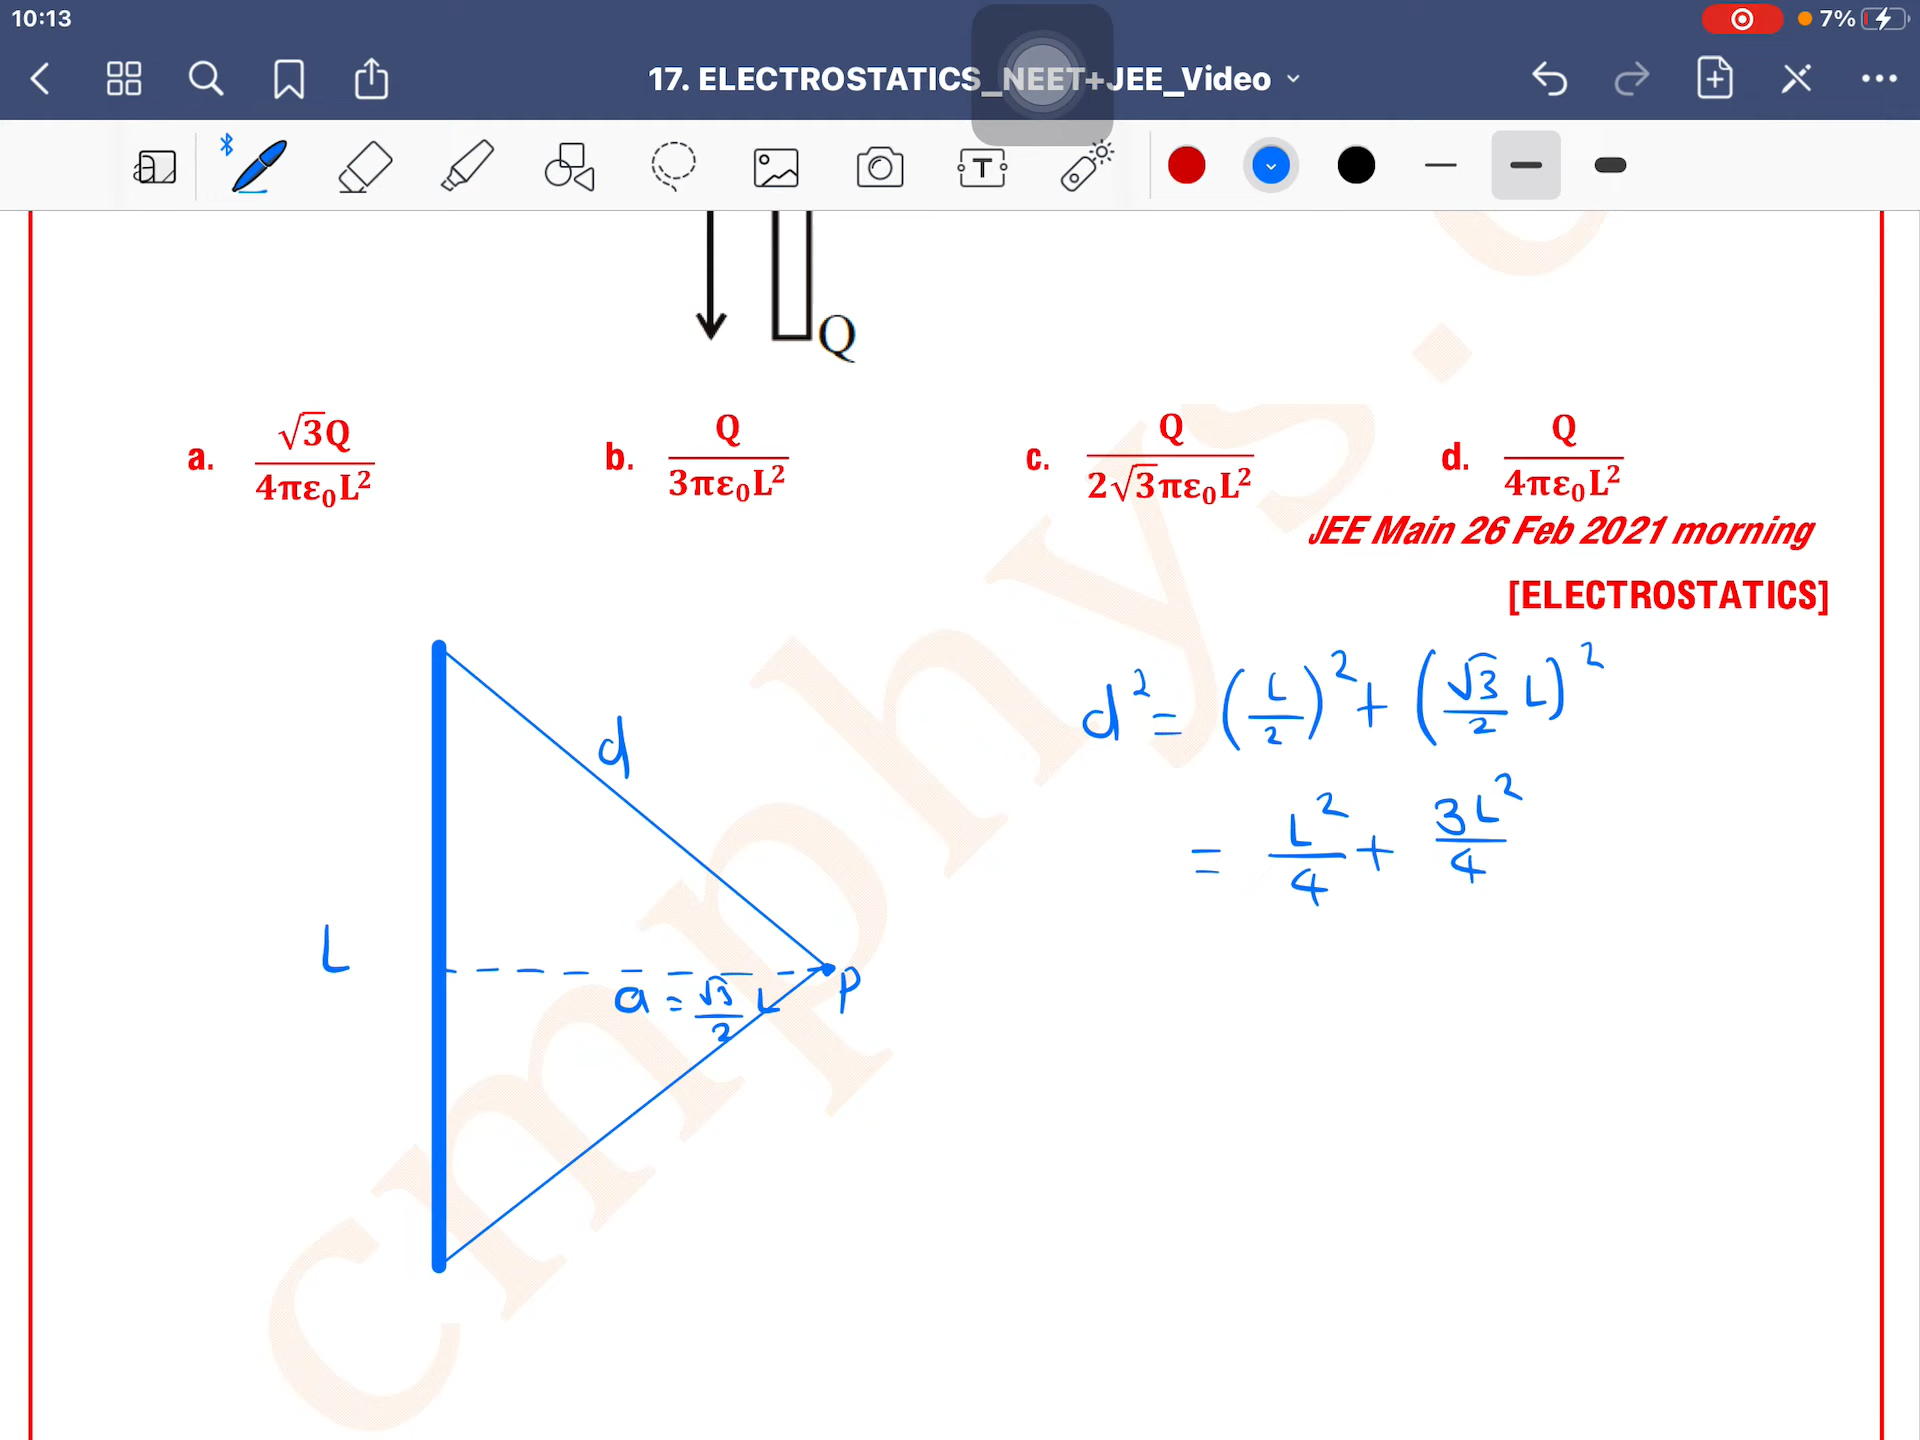 10:13
7%
17. ELECTROSTATICS_NEET+JEE_Video
Q
a. √3Q / 4πε₀L²
b. Q / 3πε₀L²
c. Q / 2√3πε₀L²
d. Q / 4πε₀L²
JEE Main 26 Feb 2021 morning
[ELECTROSTATICS]
d² = (L/2)² + (√3/2 L)²
= L²/4 + 3L²/4
d
L
a = √3/2 L
P
cmphys.c